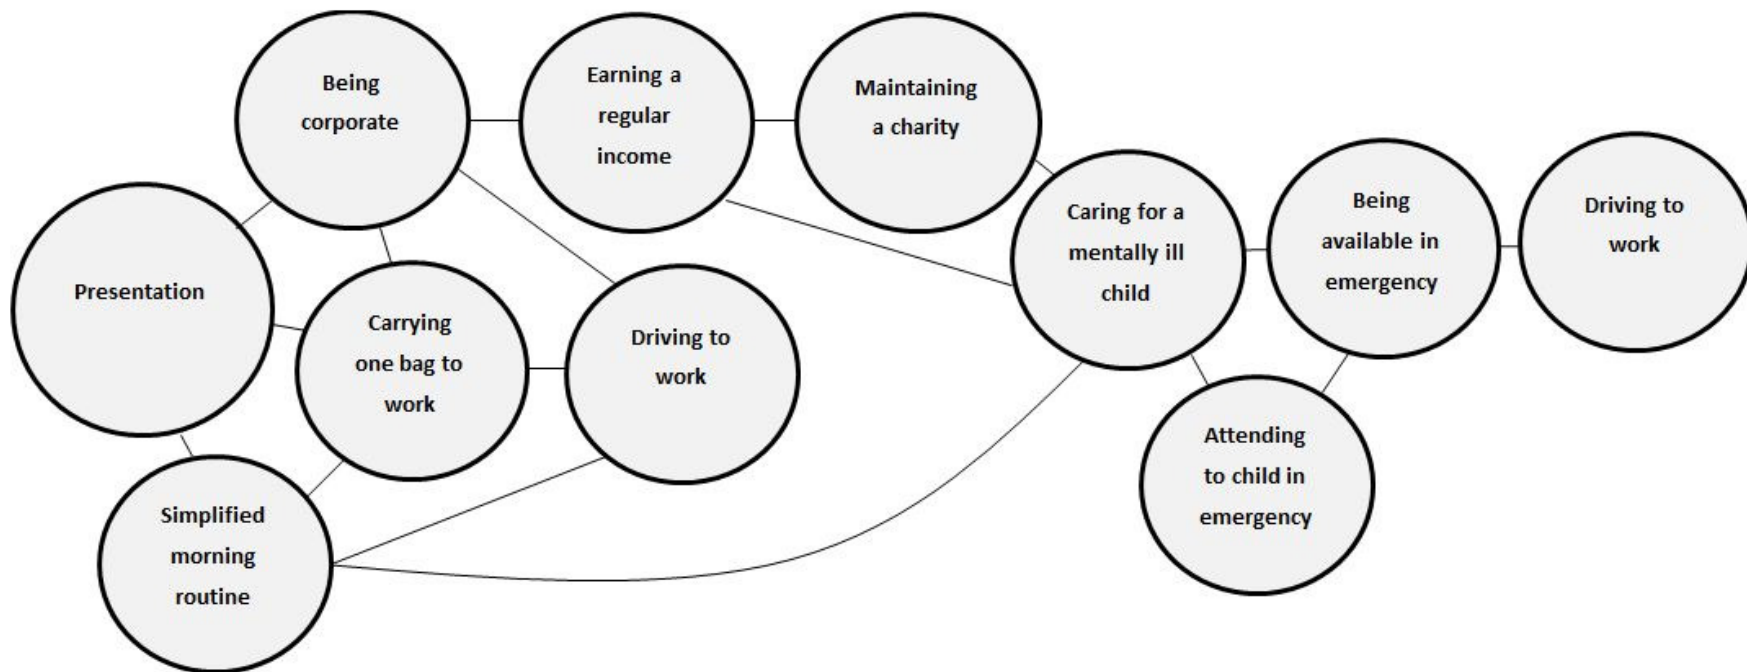 Being
corporate
Earning a
regular
income
Maintaining
a charity
Caring for a
mentally ill
child
Being
available in
emergency
Driving to
work
Presentation
Carrying
one bag to
work
Driving to
work
Attending
to child in
emergency
Simplified
morning
routine